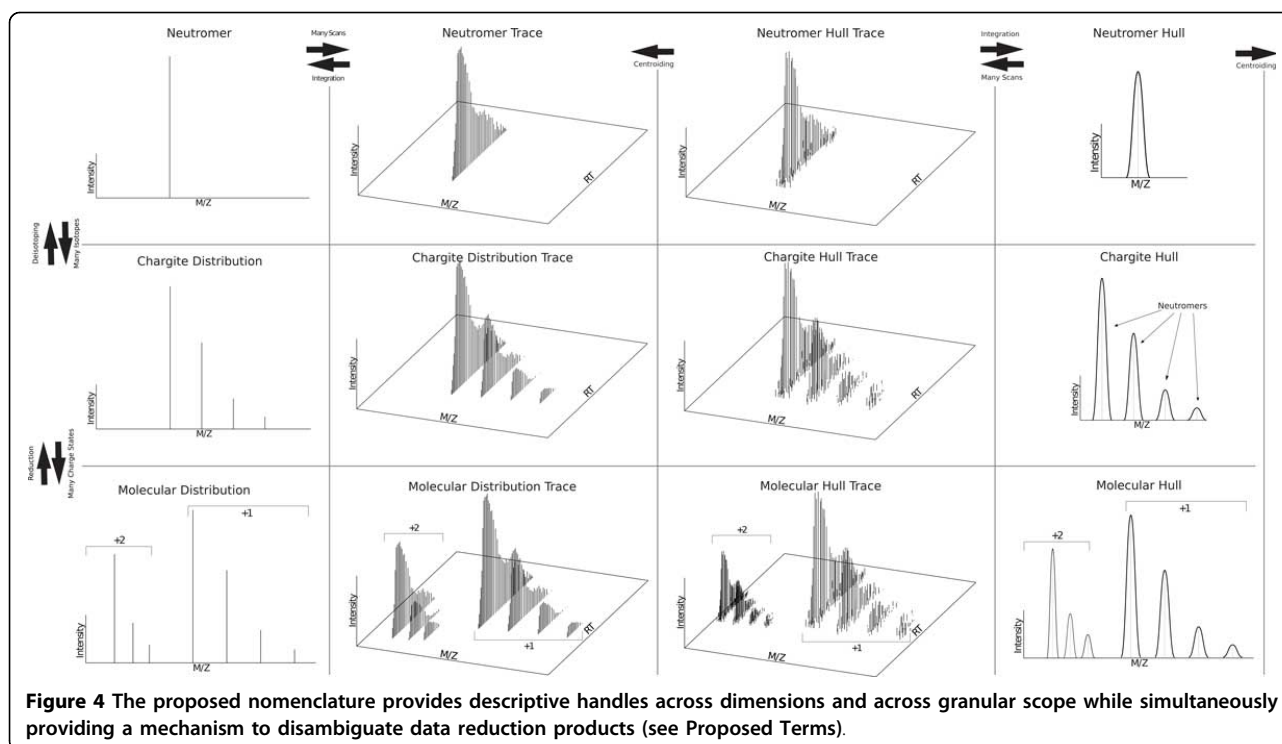 Neutromer
Many Scans
Integration
Neutromer Trace
Centroiding
Neutromer Hull Trace
Integration
Many Scans
Neutromer Hull
Centroiding
Intensity
M/Z
Intensity
M/Z
RT
Intensity
M/Z
RT
Intensity
M/Z
Deisotoping
Many Isotopes
Chargite Distribution
Chargite Distribution Trace
Chargite Hull Trace
Chargite Hull
Neutromers
Intensity
M/Z
Intensity
M/Z
RT
Intensity
M/Z
RT
Intensity
M/Z
Reduction
Many Charge States
Molecular Distribution
Molecular Distribution Trace
Molecular Hull Trace
Molecular Hull
+2
+1
Intensity
M/Z
+2
+1
Intensity
M/Z
RT
+2
+1
Intensity
M/Z
RT
+2
+1
Intensity
M/Z
Figure 4 The proposed nomenclature provides descriptive handles across dimensions and across granular scope while simultaneously
providing a mechanism to disambiguate data reduction products (see Proposed Terms).